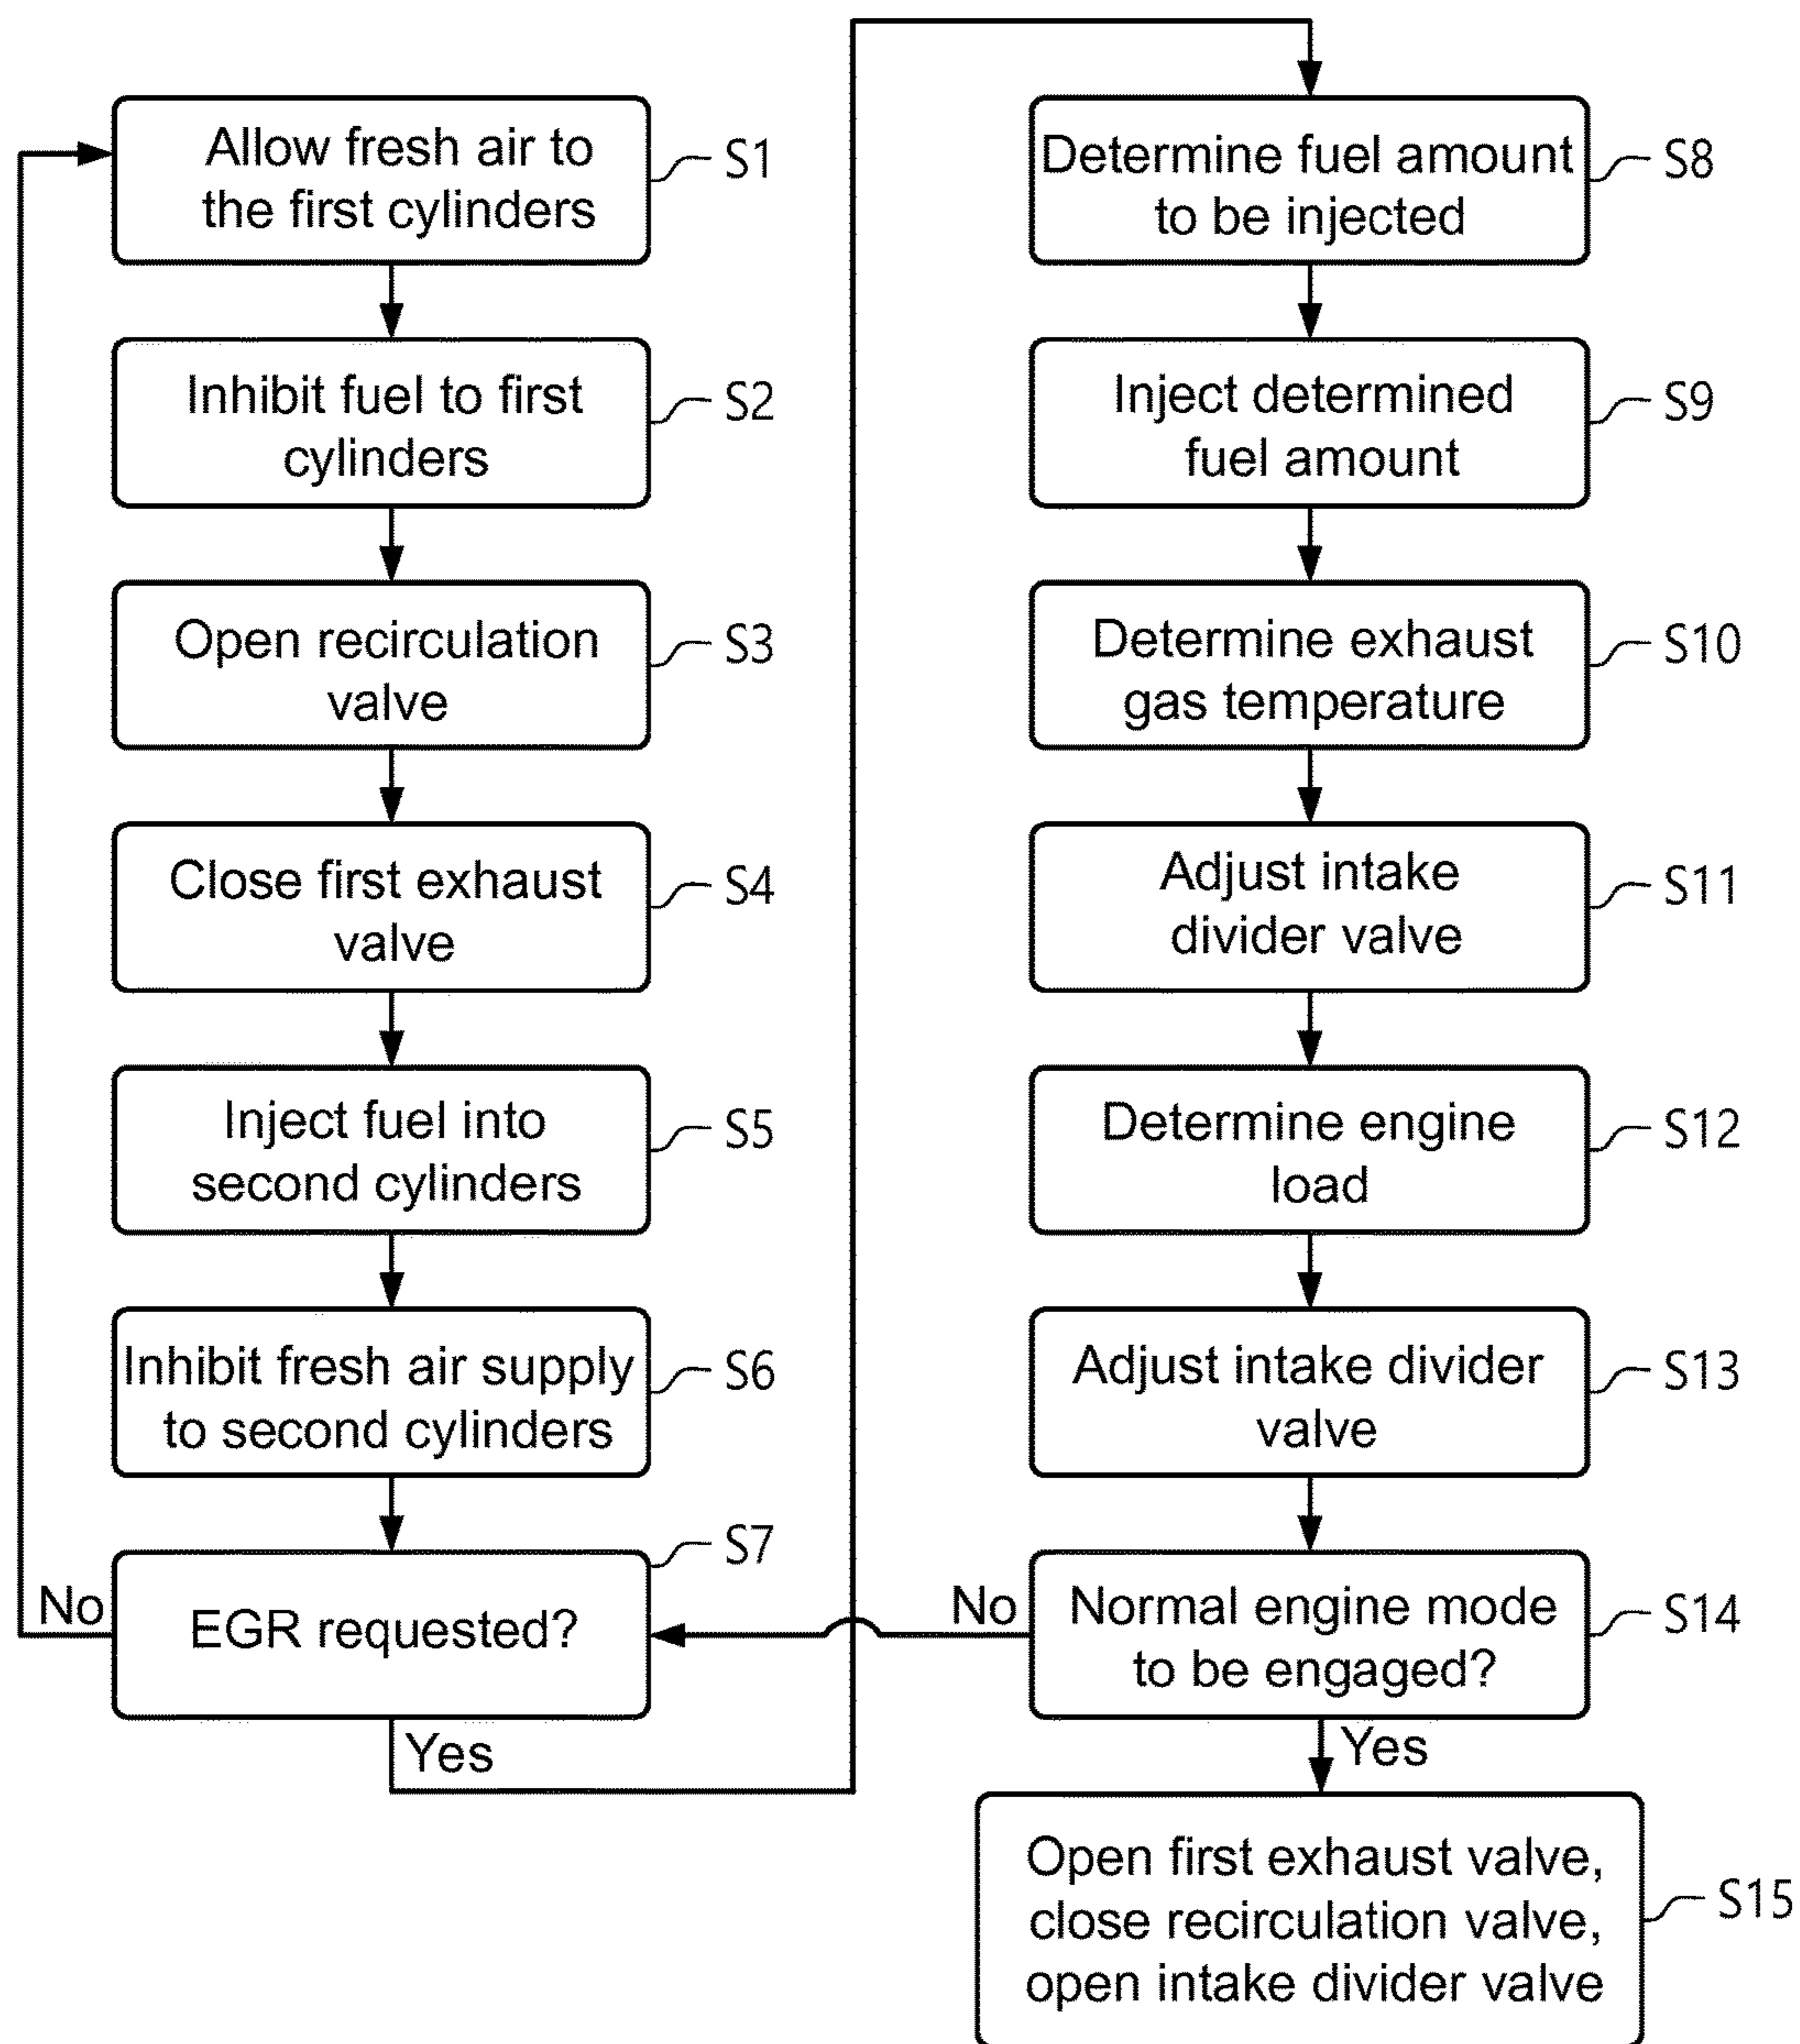 Allow fresh air to
the first cylinders
S1
Inhibit fuel to first
cylinders
S2
Open recirculation
valve
S3
Close first exhaust
valve
S4
Inject fuel into
second cylinders
S5
Inhibit fresh air supply
to second cylinders
S6
EGR requested?
S7
No
Yes
Determine fuel amount
to be injected
S8
Inject determined
fuel amount
S9
Determine exhaust
gas temperature
S10
Adjust intake
divider valve
S11
Determine engine
load
S12
Adjust intake divider
valve
S13
Normal engine mode
to be engaged?
S14
No
Yes
Open first exhaust valve,
close recirculation valve,
open intake divider valve
S15